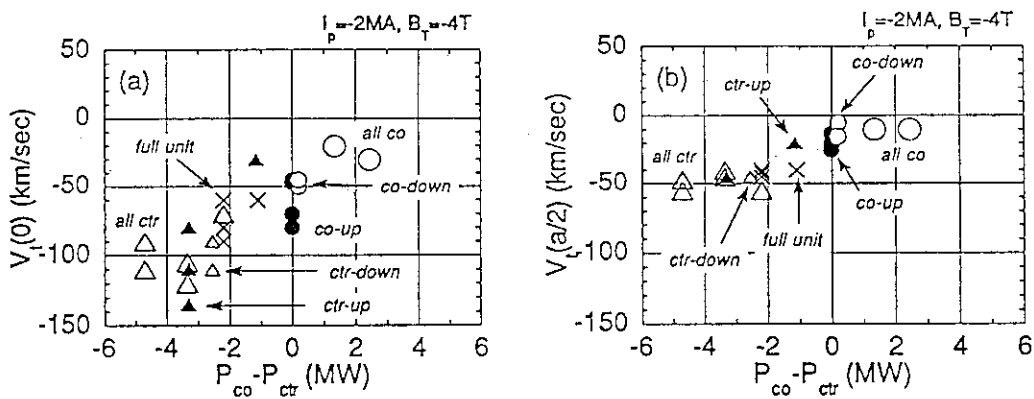 I_p=-2MA, B_T=-4T
50
0
-50
-100
-150
V_t(0) (km/sec)
(a)
full unit
all co
co-down
all ctr
co-up
ctr-down
ctr-up
-6 -4 -2 0 2 4 6
P_co-P_ctr (MW)
I_p=-2MA, B_T=-4T
50
0
-50
-100
-150
V_t(a/2) (km/sec)
(b)
co-down
ctr-up
all ctr
all co
co-up
full unit
ctr-down
-6 -4 -2 0 2 4 6
P_co-P_ctr (MW)